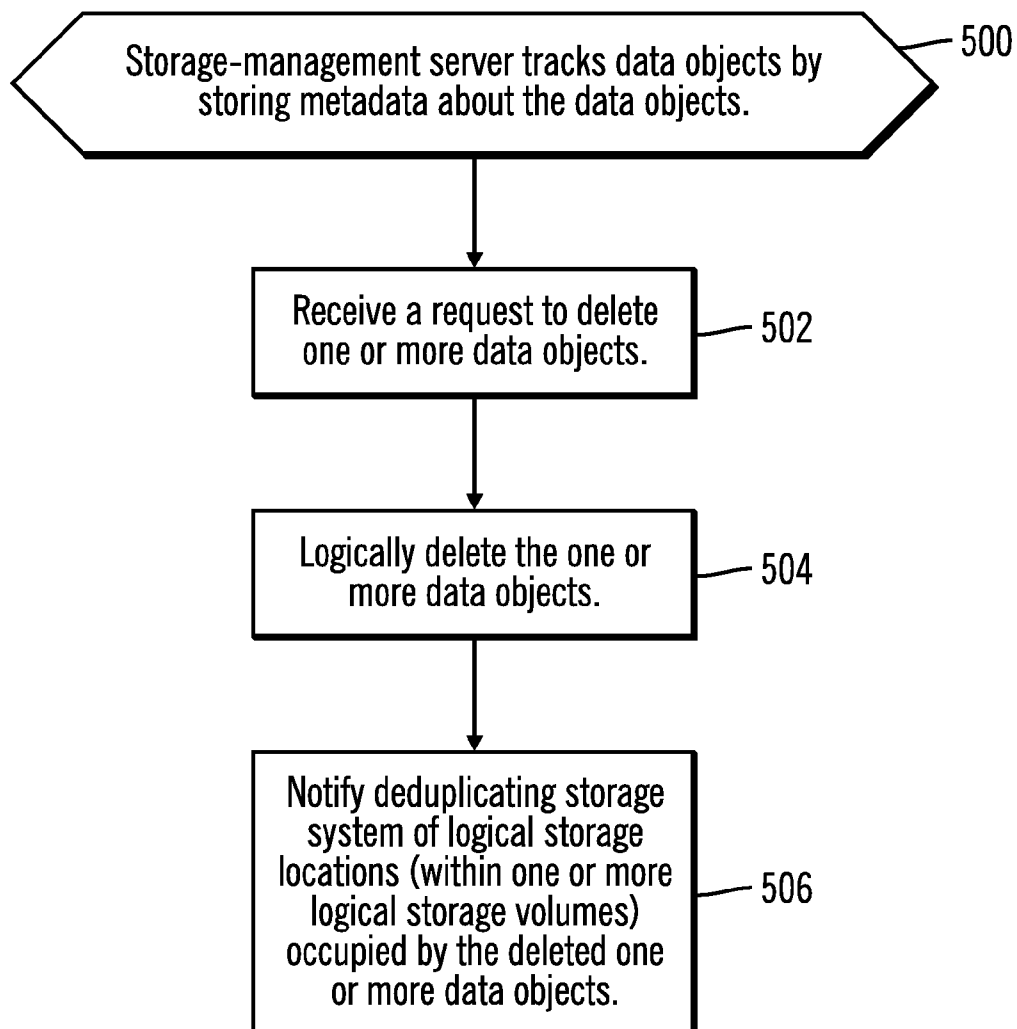 Storage-management server tracks data objects by
storing metadata about the data objects.
500
Receive a request to delete
one or more data objects.
502
Logically delete the one or
more data objects.
504
Notify deduplicating storage
system of logical storage
locations (within one or more
logical storage volumes)
occupied by the deleted one
or more data objects.
506